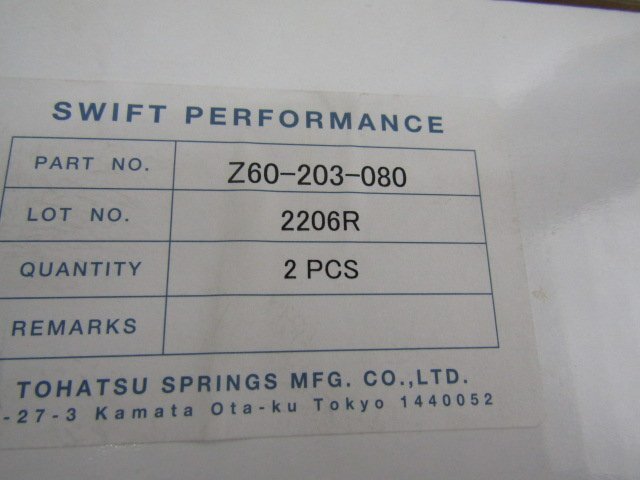 SWIFT PERFORMANCE
PART NO. Z60-203-080
LOT NO. 2206R
QUANTITY 2 PCS
REMARKS
TOHATSU SPRINGS MFG. CO.,LTD.
-27-3 Kamata Ota-ku Tokyo 1440052